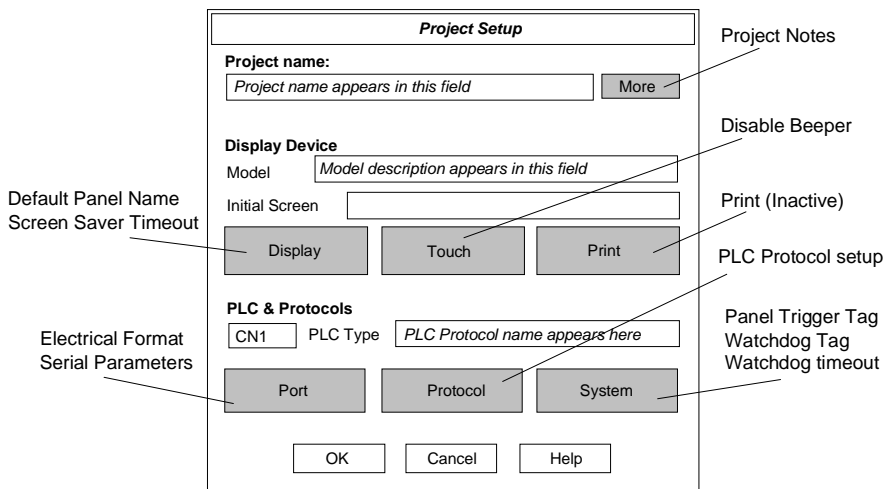 Project Setup
Project Notes
Project name:
Project name appears in this field
More
Disable Beeper
Display Device
Model
Model description appears in this field
Default Panel Name
Screen Saver Timeout
Initial Screen
Print (Inactive)
Display
Touch
Print
PLC Protocol setup
PLC & Protocols
CN1
PLC Type
PLC Protocol name appears here
Panel Trigger Tag
Watchdog Tag
Watchdog timeout
Electrical Format
Serial Parameters
Port
Protocol
System
OK
Cancel
Help